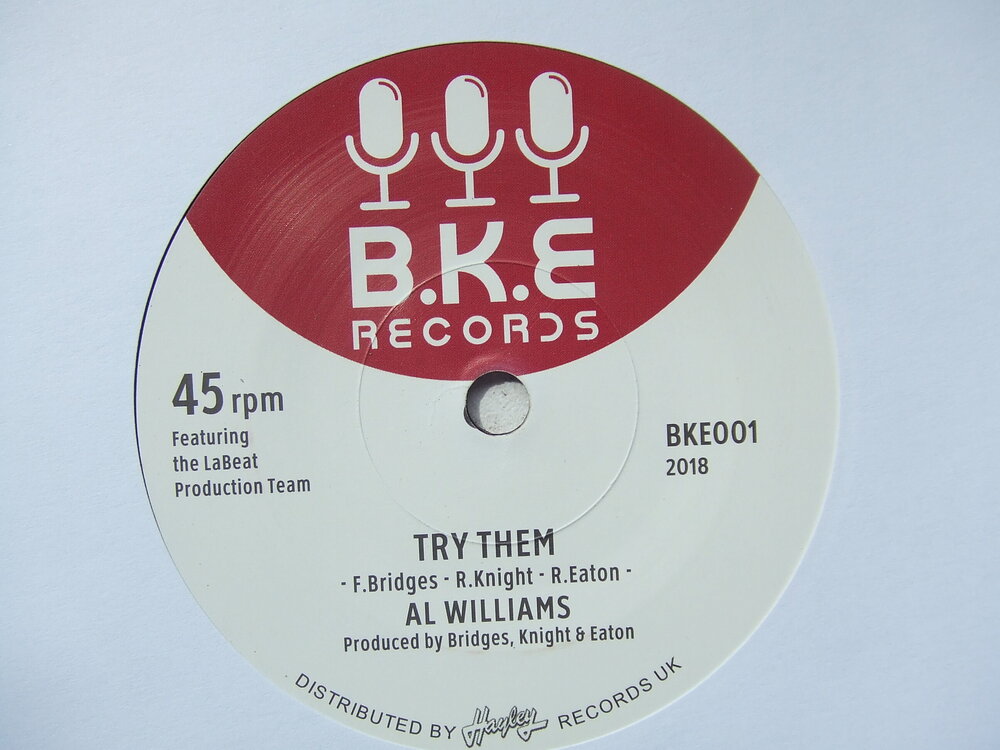 B.K.E
RECORDS
45 rpm
Featuring
the LaBeat
Production Team
BKE001
2018
TRY THEM
- F.Bridges - R.Knight - R.Eaton -
AL WILLIAMS
Produced by Bridges, Knight & Eaton
DISTRIBUTED BY Hayley RECORDS UK